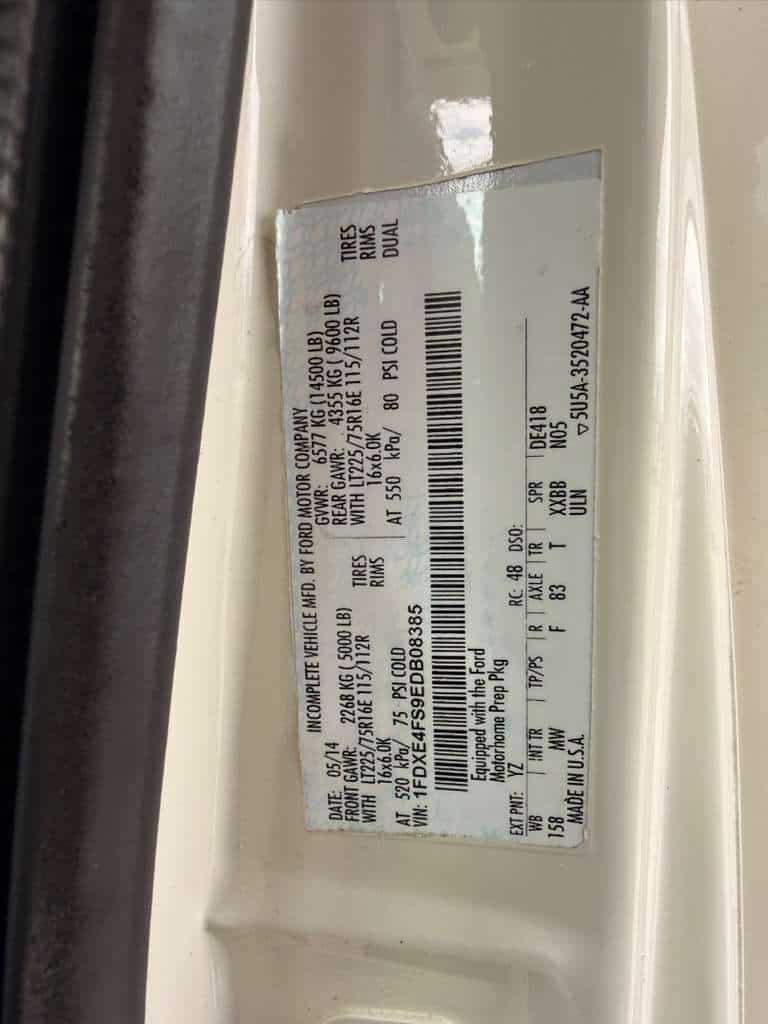 INCOMPLETE VEHICLE MFD. BY FORD MOTOR COMPANY
DATE: 05/14 GVWR: 6577 KG (14500 LB)
FRONT GAWR: 2268 KG (5000 LB) REAR GAWR: 4355 KG ( 9600 LB)
WITH LT225/75R16E 115/112R TIRES WITH LT225/75R16E 115/112R TIRES
16x6.0K RIMS 16x6.0K RIMS
AT 520 kPa/ 75 PSI COLD AT 550 kPa/ 80 PSI COLD DUAL
VIN: 1FDXE4FS9EDB08385
Equipped with the Ford
Motorhome Prep Pkg
EXT PNT: YZ RC: 48 DSO:
WB INT TR TP/PS R AXLE TR SPR DE418
158 MW F 83 T XXBB N05
MADE IN U.S.A. ULN
▽5U5A-3520472-AA